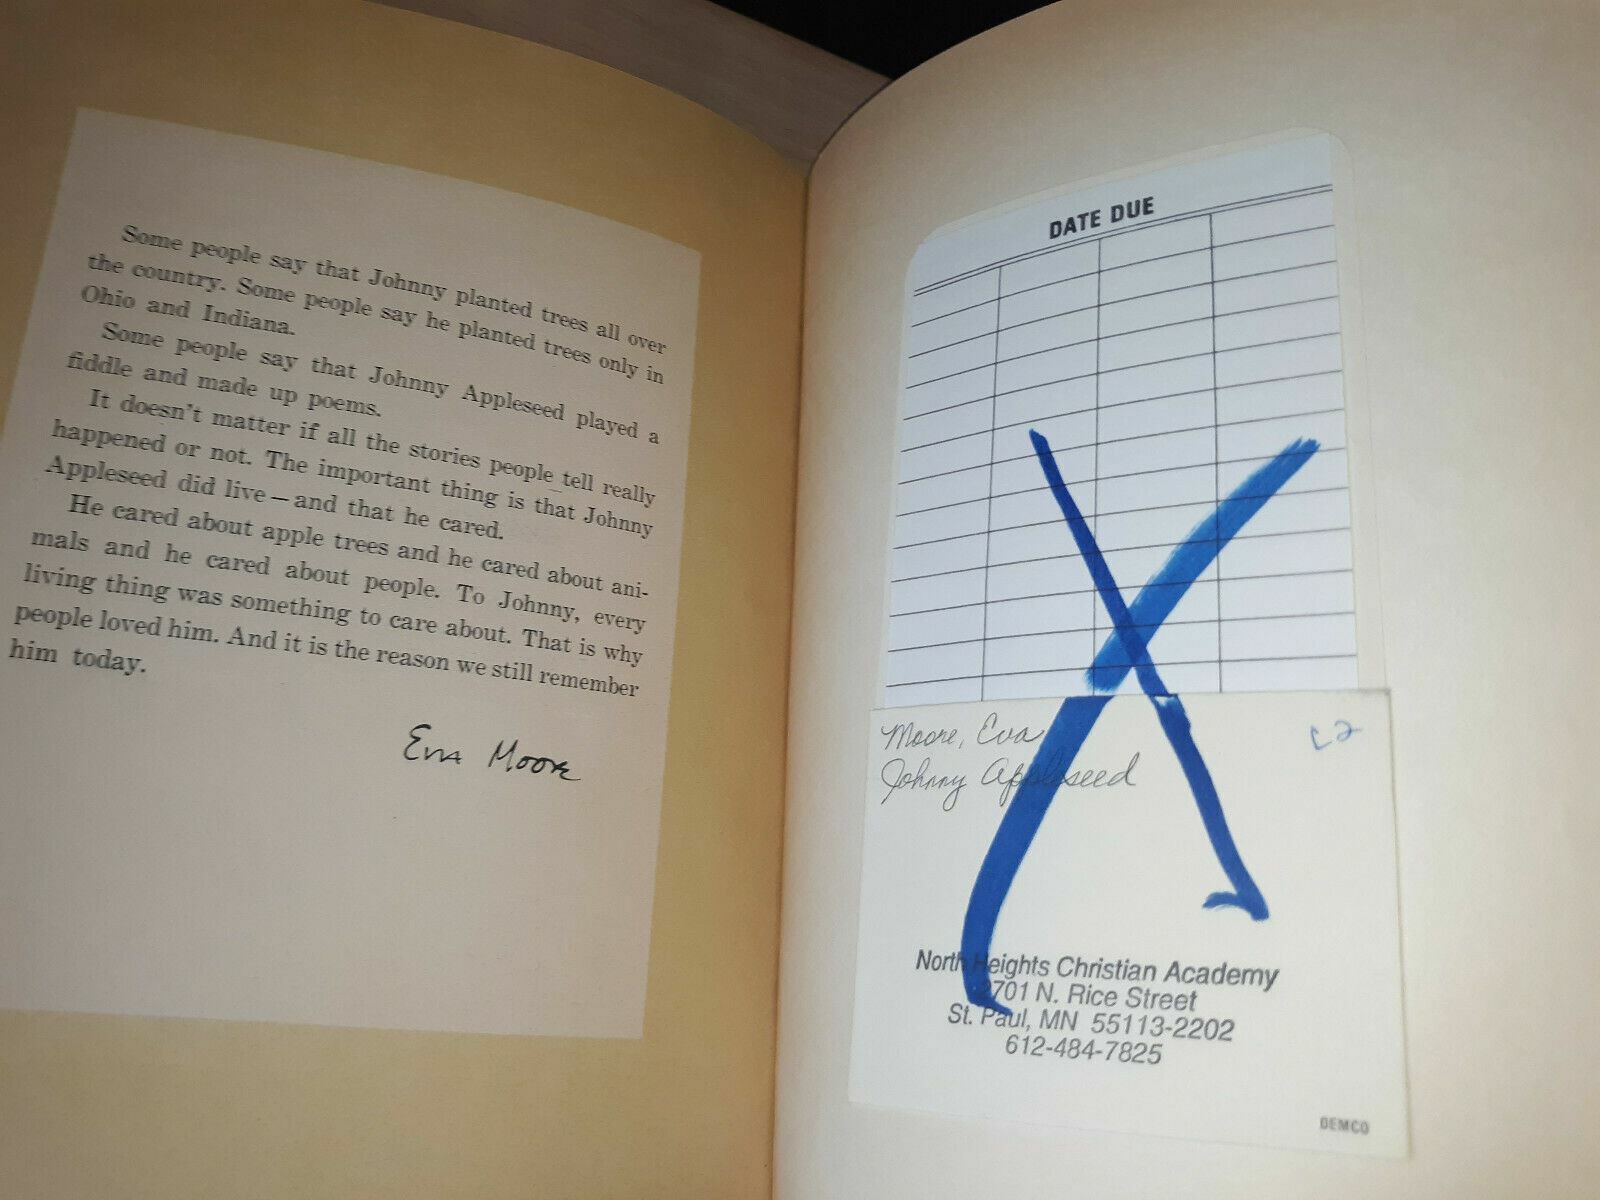 Some people say that Johnny planted trees all over
the country. Some people say he planted trees only in
Ohio and Indiana.
Some people say that Johnny Appleseed played a
fiddle and made up poems.
It doesn't matter if all the stories people tell really
happened or not. The important thing is that Johnny
Appleseed did live—and that he cared.
He cared about apple trees and he cared about ani-
mals and he cared about people. To Johnny, every
living thing was something to care about. That is why
people loved him. And it is the reason we still remember
him today.
Eva Moore
DATE DUE
Moore, Eva
Johnny Appleseed
North Heights Christian Academy
2701 N. Rice Street
St. Paul, MN 55113-2202
612-484-7825
DEMCO